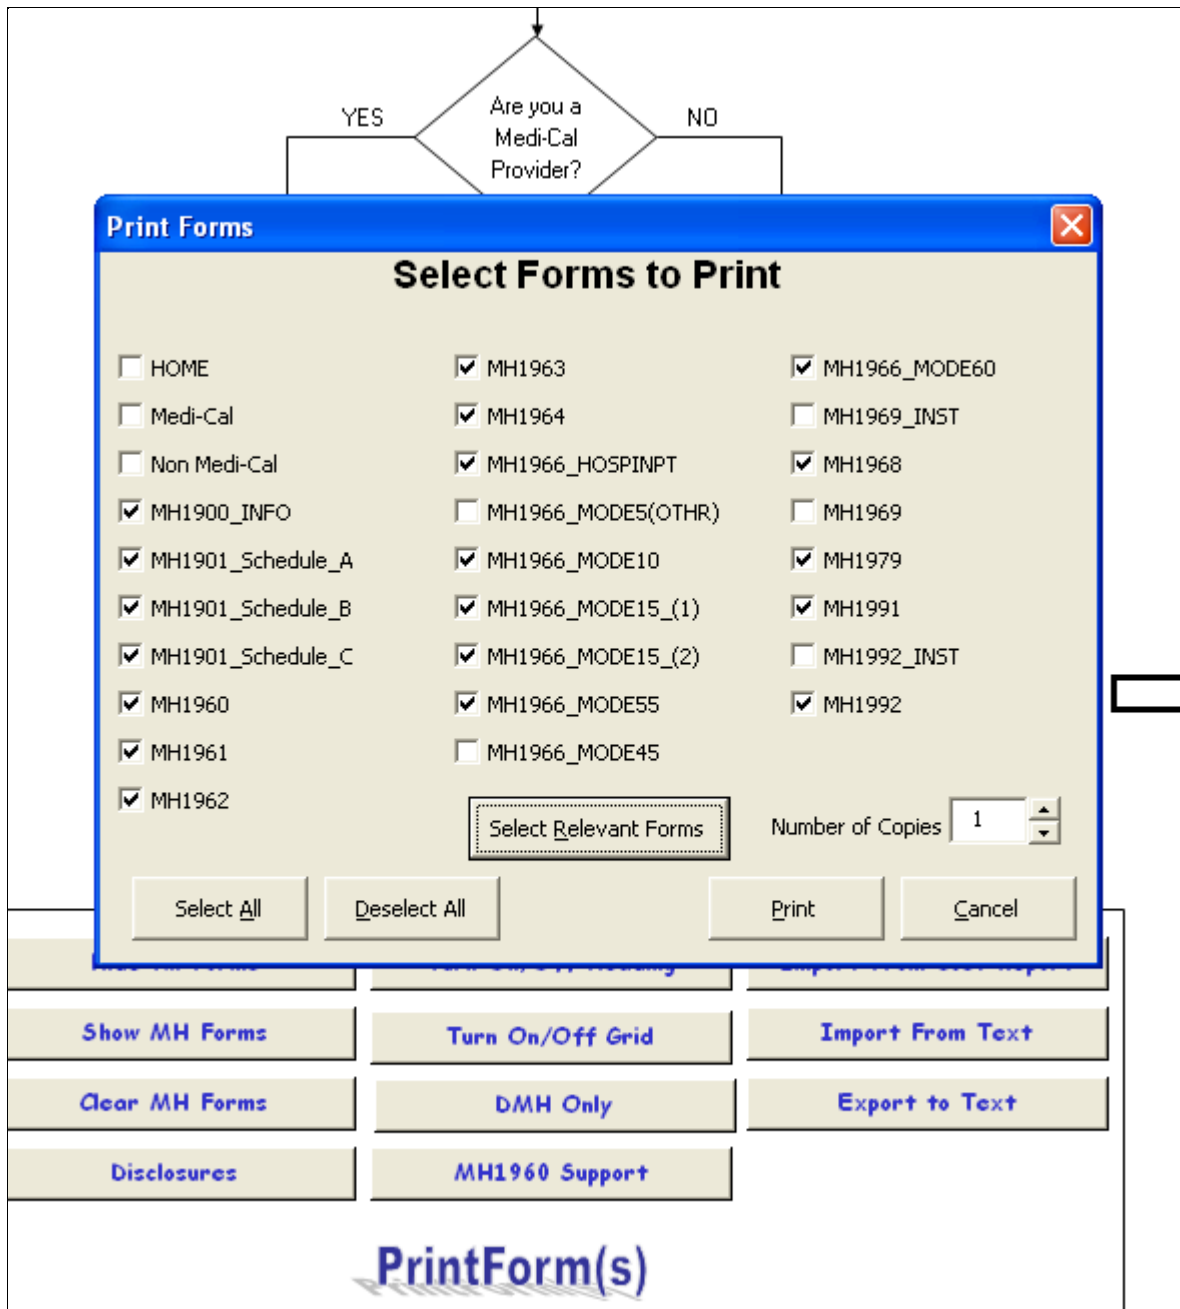 Are you a
Medi-Cal
Provider?
YES
NO
Print Forms
Select Forms to Print
HOME
Medi-Cal
Non Medi-Cal
MH1900_INFO
MH1901_Schedule_A
MH1901_Schedule_B
MH1901_Schedule_C
MH1960
MH1961
MH1962
MH1963
MH1964
MH1966_HOSPINPT
MH1966_MODE5(OTHR)
MH1966_MODE10
MH1966_MODE15_(1)
MH1966_MODE15_(2)
MH1966_MODE55
MH1966_MODE45
MH1966_MODE60
MH1969_INST
MH1968
MH1969
MH1979
MH1991
MH1992_INST
MH1992
Select Relevant Forms
Number of Copies 1
Select All
Deselect All
Print
Cancel
Show MH Forms
Turn On/Off Grid
Import From Text
Clear MH Forms
DMH Only
Export to Text
Disclosures
MH1960 Support
PrintForm(s)